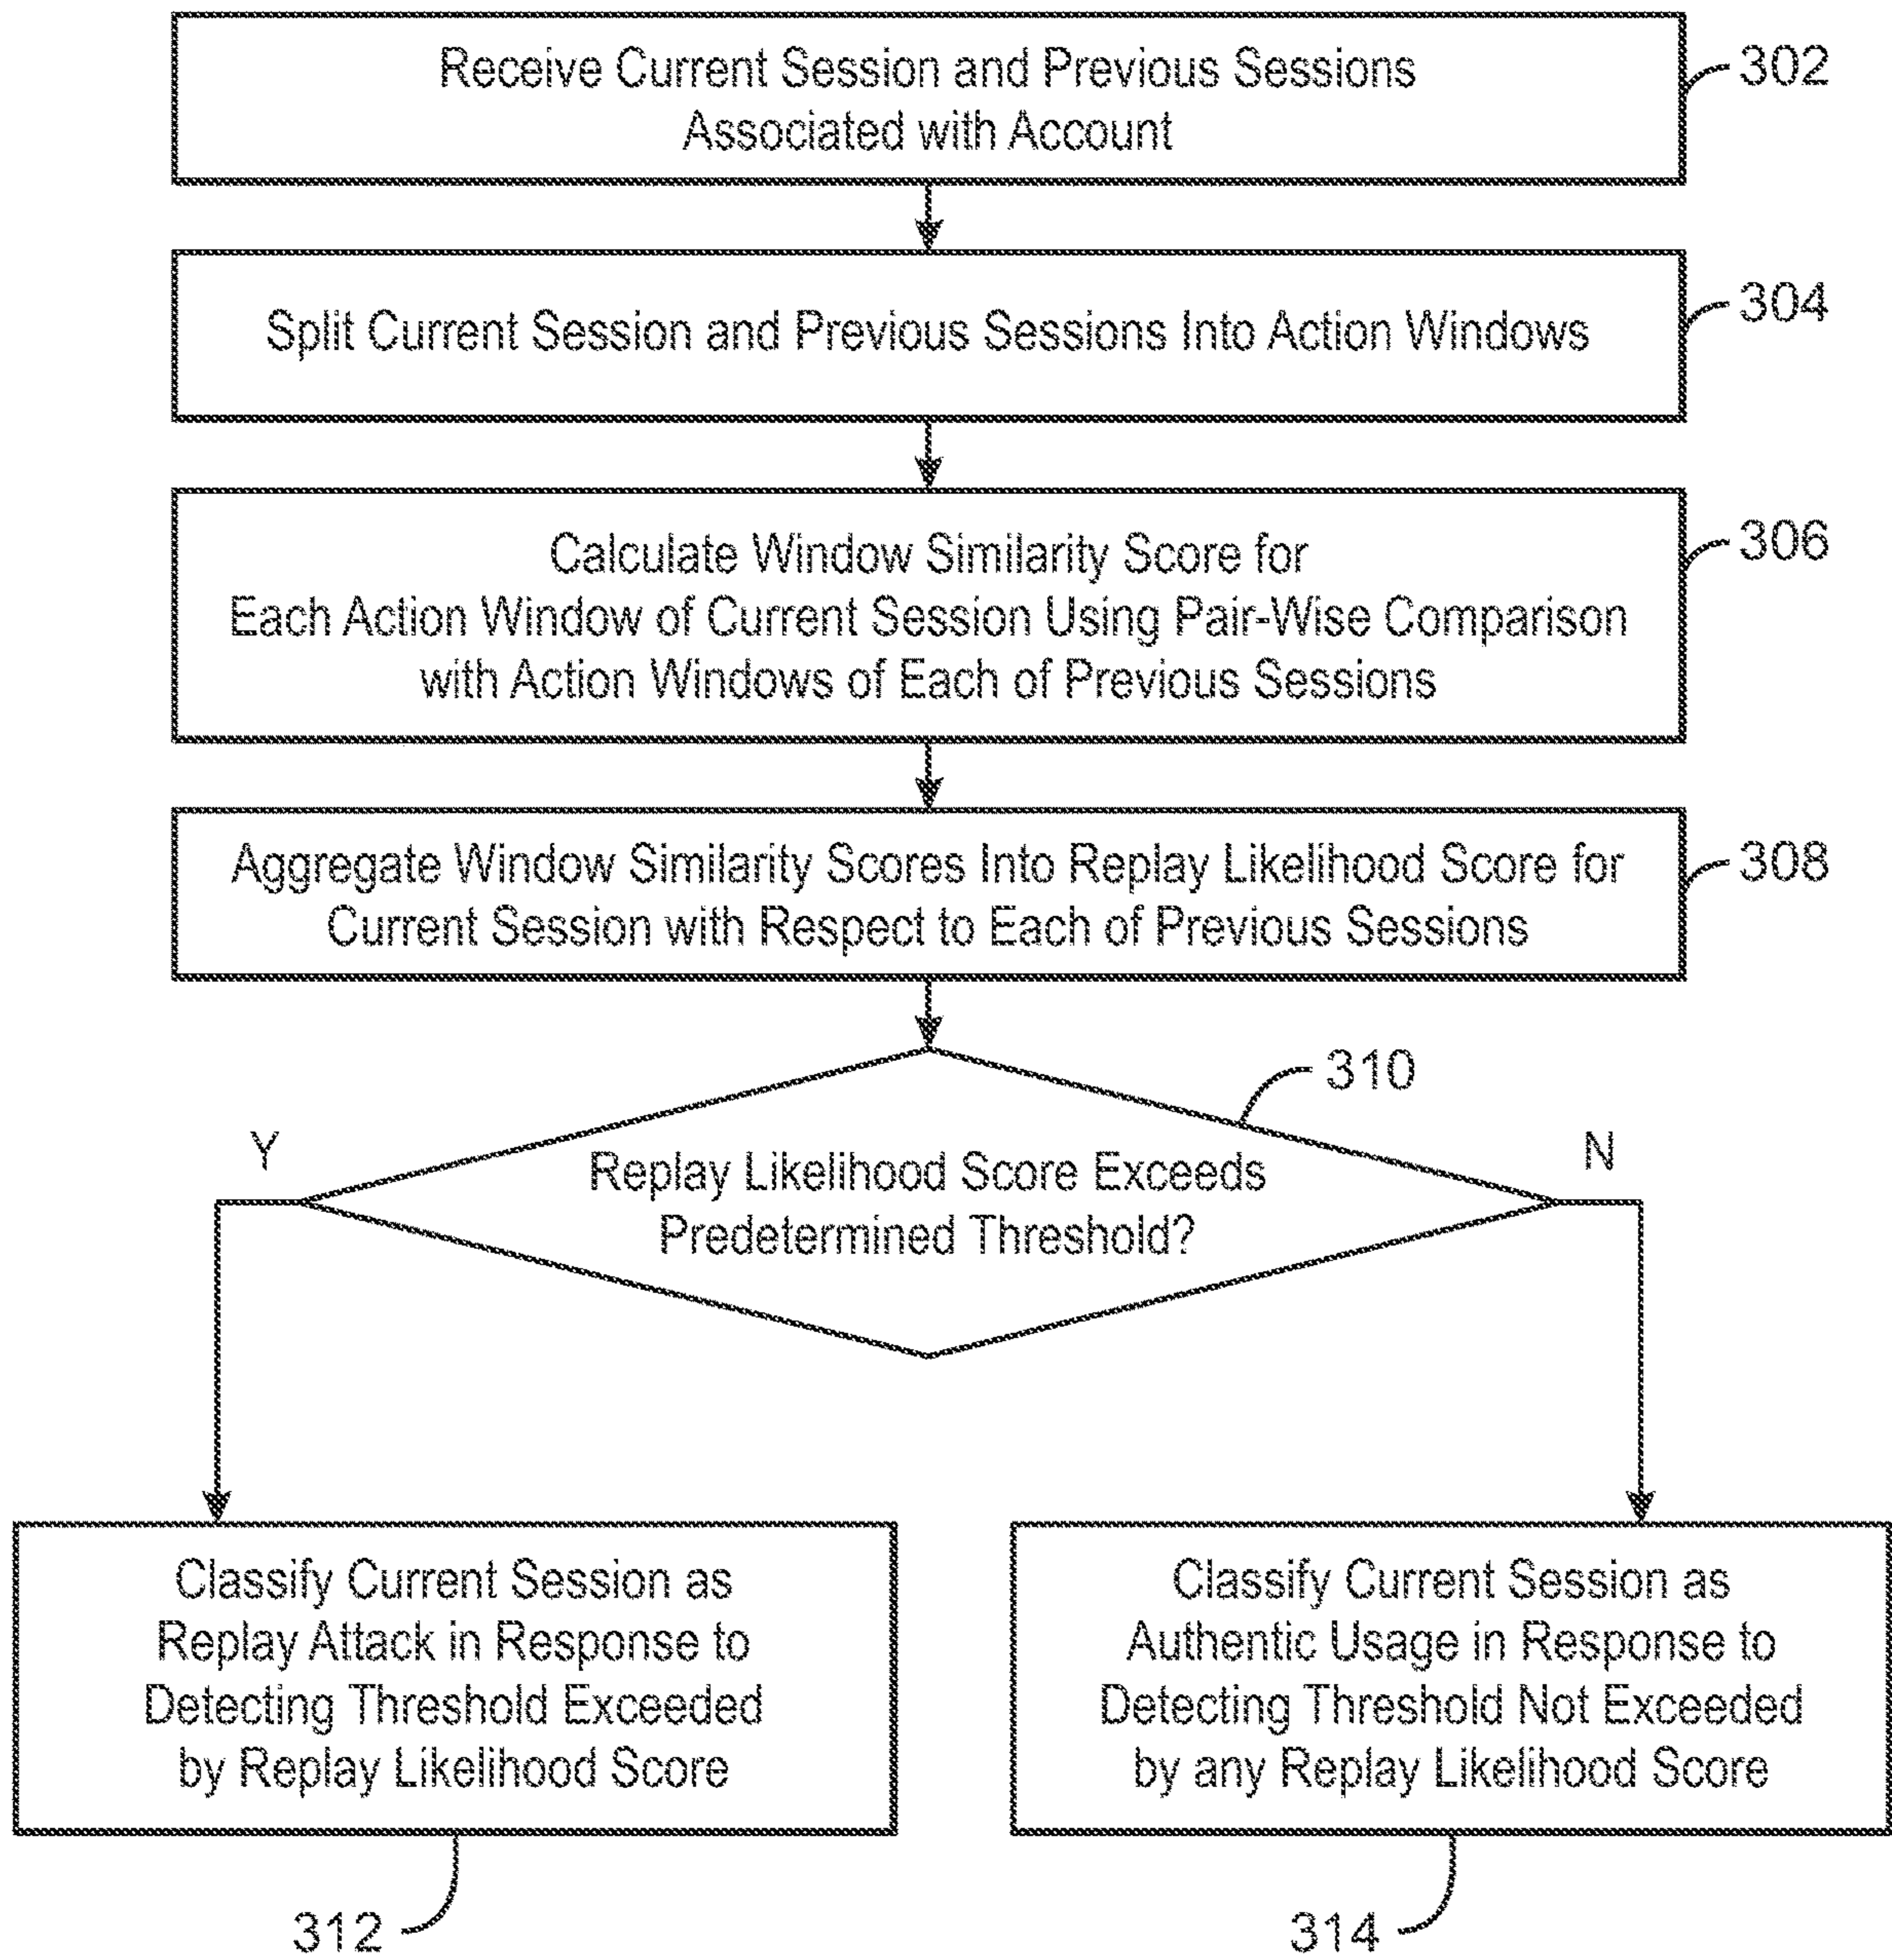 Receive Current Session and Previous Sessions
Associated with Account
302
Split Current Session and Previous Sessions Into Action Windows
304
Calculate Window Similarity Score for
Each Action Window of Current Session Using Pair-Wise Comparison
with Action Windows of Each of Previous Sessions
306
Aggregate Window Similarity Scores Into Replay Likelihood Score for
Current Session with Respect to Each of Previous Sessions
308
310
Y
N
Replay Likelihood Score Exceeds
Predetermined Threshold?
Classify Current Session as
Replay Attack in Response to
Detecting Threshold Exceeded
by Replay Likelihood Score
312
Classify Current Session as
Authentic Usage in Response to
Detecting Threshold Not Exceeded
by any Replay Likelihood Score
314